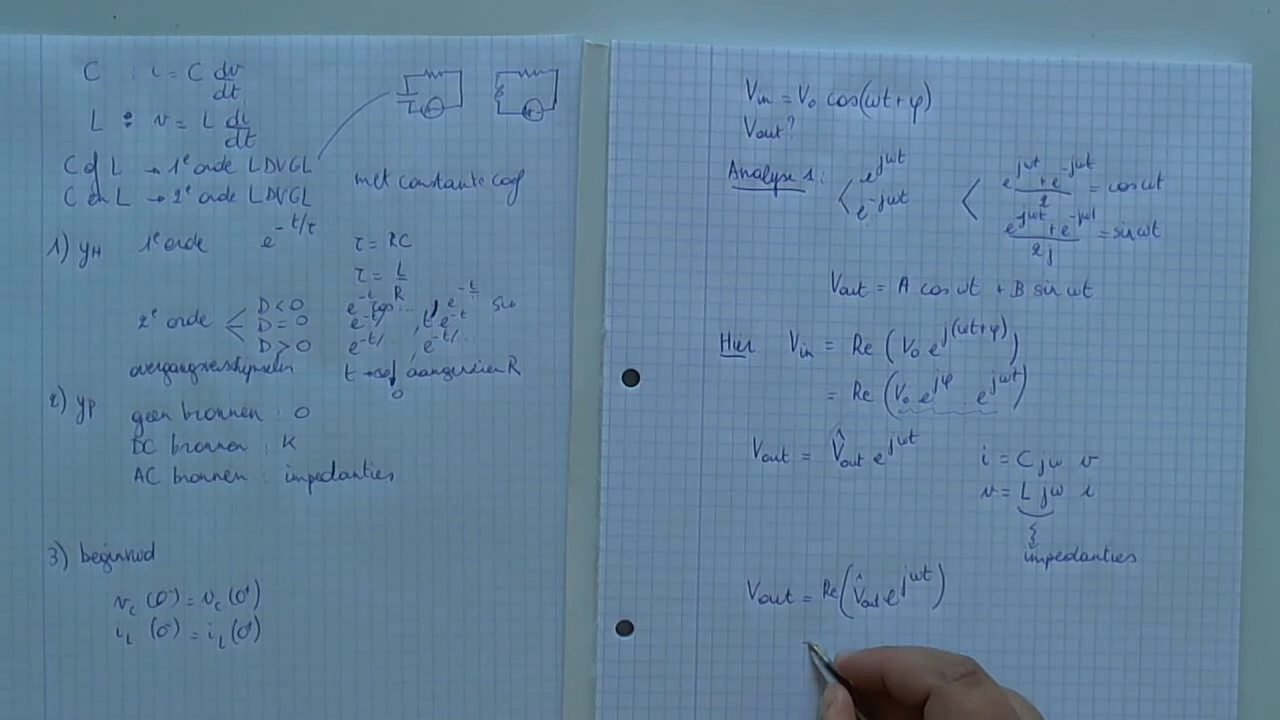 C : i = C dv/dt
L : v = L di/dt
C of L → 1e orde LDVGL
C en L → 2e orde LDVGL
met constante coef
1) yH 1e orde e^{-t/τ} τ = RC
τ = L/R
2e orde < D < 0 e^{-t} cos ... , e^{-t} sin
D = 0 e^{-t/} , t e^{-t}
D > 0 e^{-t/...} , e^{-t/...}
overgangsverschijnselen t → ∞ aangezien R
0
2) yP geen bronnen : 0
DC bronnen : K
AC bronnen : impedanties
3) beginvwd
vc (0-) = vc (0+)
iL (0-) = iL (0+)
Vin = V0 cos(ωt+φ)
Vout?
Analyse 1: < e^{jωt} < (e^{jωt} + e^{-jωt})/2 = cos ωt
e^{-jωt} (e^{jωt} + e^{-jωt})/2j = sin ωt
Vout = A cos ωt + B sin ωt
Hier Vin = Re (V0 e^{j(ωt+φ)})
= Re (V0 e^{jφ} . e^{jωt})
Vout = V̂out e^{jωt} i = C jω v
v = L jω i
impedanties
Vout = Re(V̂out e^{jωt})